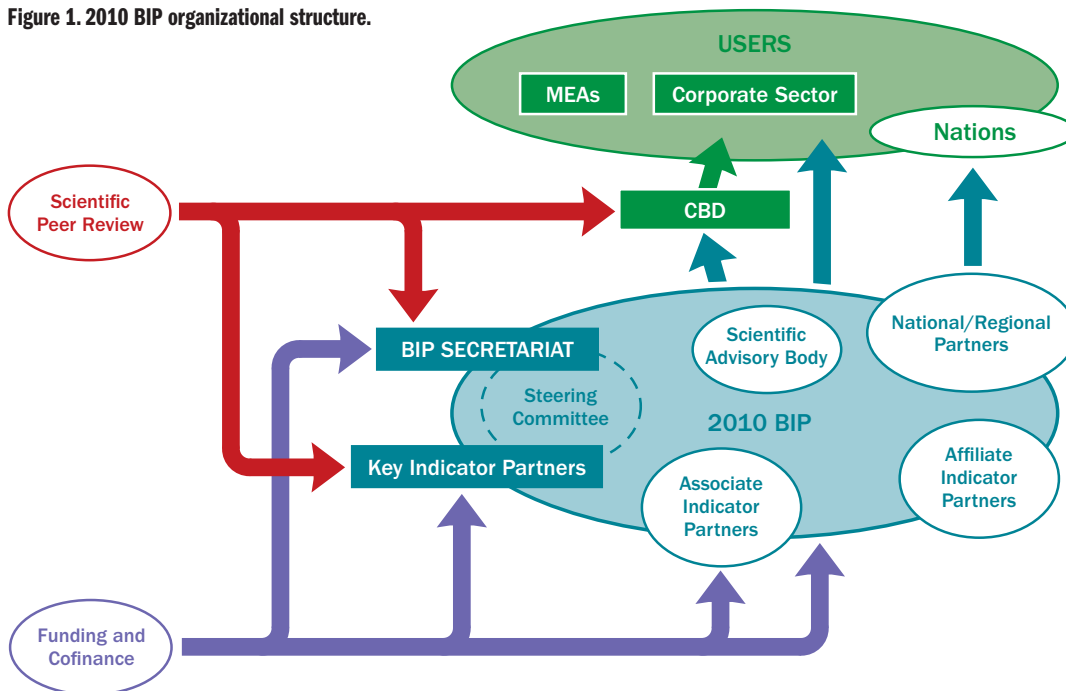 Figure 1. 2010 BIP organizational structure.
USERS
MEAs
Corporate Sector
Nations
Scientific
Peer Review
CBD
BIP SECRETARIAT
Scientific
Advisory Body
National/Regional
Partners
Steering
Committee
2010 BIP
Key Indicator Partners
Associate
Indicator
Partners
Affiliate
Indicator
Partners
Funding and
Cofinance